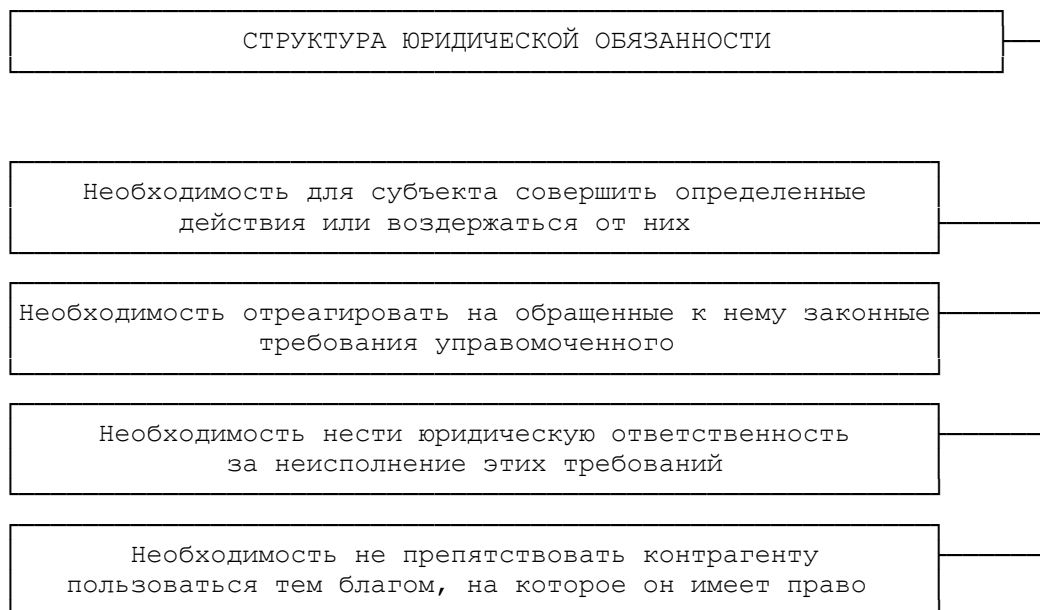 СТРУКТУРА ЮРИДИЧЕСКОЙ ОБЯЗАННОСТИ
Необходимость для субъекта совершить определенные
действия или воздержаться от них
Необходимость отреагировать на обращенные к нему законные
требования управомоченного
Необходимость нести юридическую ответственность
за неисполнение этих требований
Необходимость не препятствовать контрагенту
пользоваться тем благом, на которое он имеет право